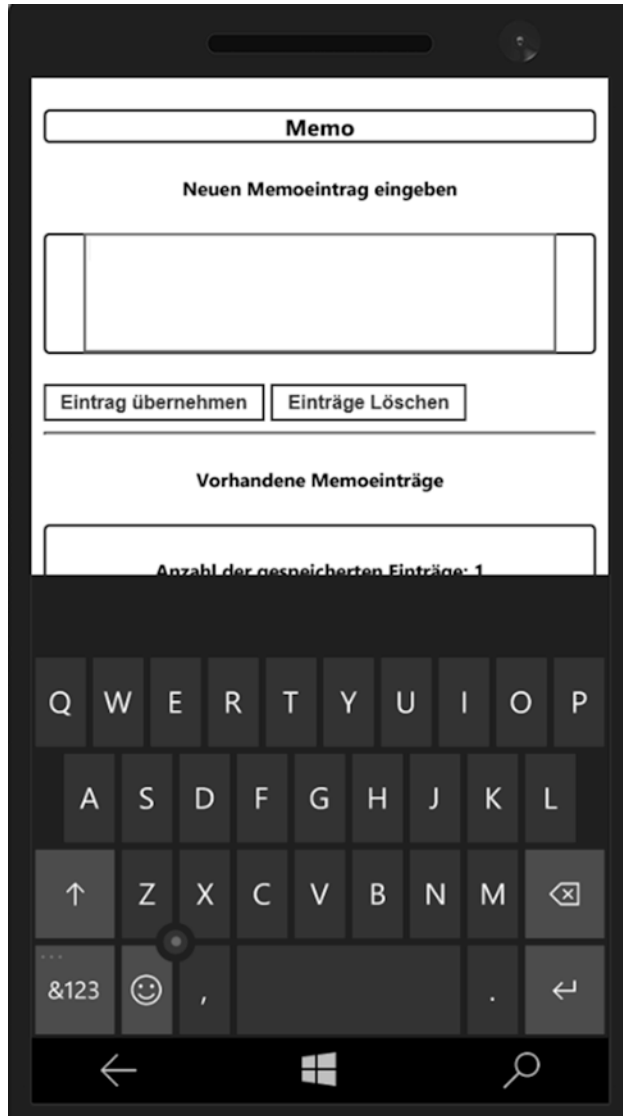 Memo
Neuen Memoeintrag eingeben
Eintrag übernehmen Einträge Löschen
Vorhandene Memoeinträge
Anzahl der gespeicherten Einträge: 1
Q W E R T Y U I O P
A S D F G H J K L
Z X C V B N M
&123 , .